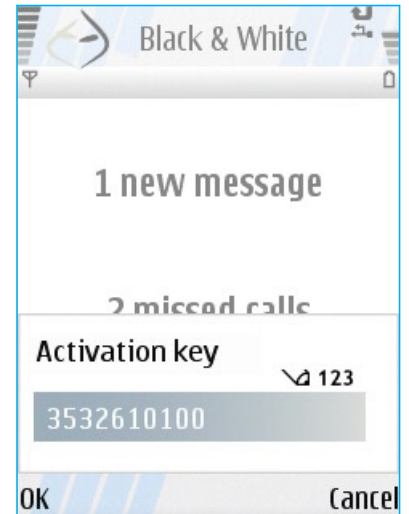 Black & White
1 new message
2 missed calls
Activation key
123
3532610100
OK Cancel